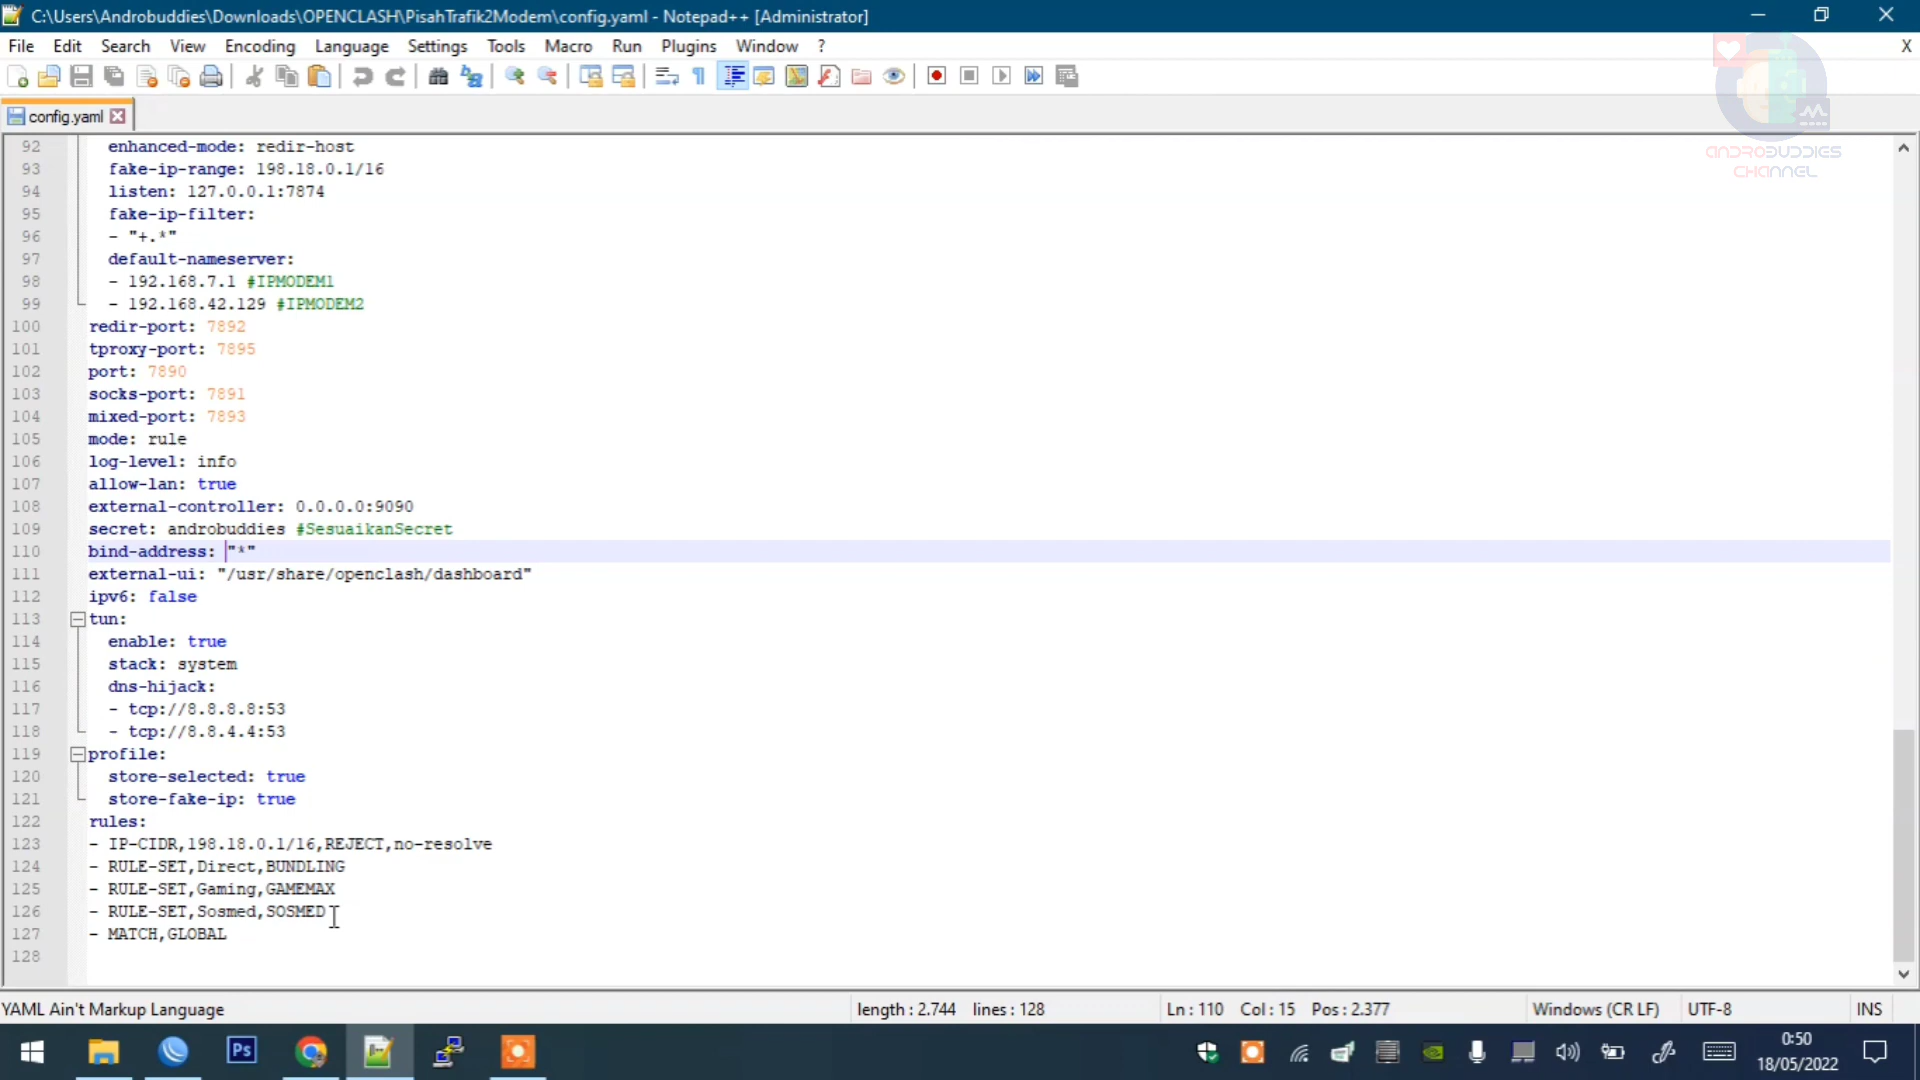 C:\Users\Androbuddies\Downloads\OPENCLASH\PisahTrafik2Modem\config.yaml - Notepad++ [Administrator]
File Edit Search View Encoding Language Settings Tools Macro Run Plugins Window ? X
config.yaml
ANDROBUDDIES
CHANNEL
92 enhanced-mode: redir-host
93 fake-ip-range: 198.18.0.1/16
94 listen: 127.0.0.1:7874
95 fake-ip-filter:
96 - "+.*"
97 default-nameserver:
98 - 192.168.7.1 #IPMODEM1
99 - 192.168.42.129 #IPMODEM2
100 redir-port: 7892
101 tproxy-port: 7895
102 port: 7890
103 socks-port: 7891
104 mixed-port: 7893
105 mode: rule
106 log-level: info
107 allow-lan: true
108 external-controller: 0.0.0.0:9090
109 secret: androbuddies #SesuaikanSecret
110 bind-address: "*"
111 external-ui: "/usr/share/openclash/dashboard"
112 ipv6: false
113 tun:
114 enable: true
115 stack: system
116 dns-hijack:
117 - tcp://8.8.8.8:53
118 - tcp://8.8.4.4:53
119 profile:
120 store-selected: true
121 store-fake-ip: true
122 rules:
123 - IP-CIDR,198.18.0.1/16,REJECT,no-resolve
124 - RULE-SET,Direct,BUNDLING
125 - RULE-SET,Gaming,GAMEMAX
126 - RULE-SET,Sosmed,SOSMED
127 - MATCH,GLOBAL
128
YAML Ain't Markup Language length : 2.744 lines : 128 Ln : 110 Col : 15 Pos : 2.377 Windows (CR LF) UTF-8 INS
Ps
0:50
18/05/2022